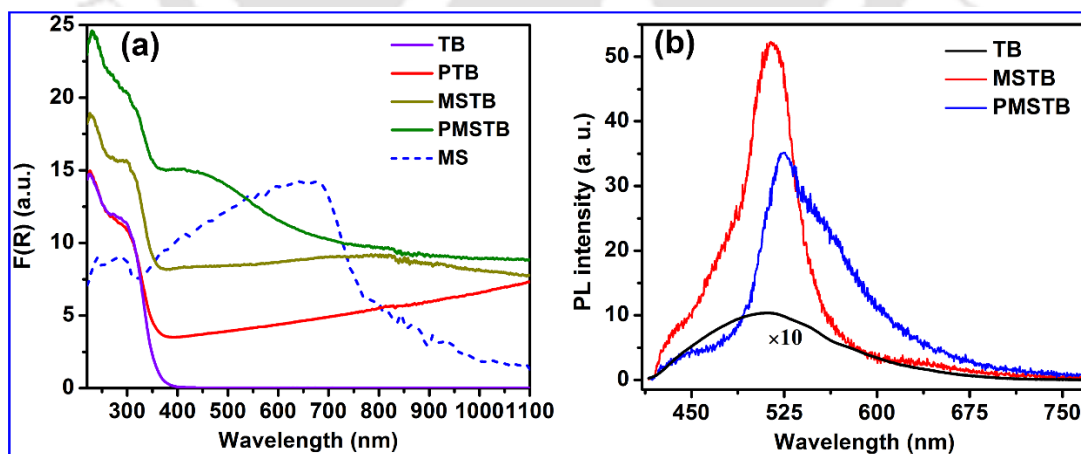 (a)
TB
PTB
MSTB
PMSTB
MS
F(R) (a.u.)
25
20
15
10
5
0
300 400 500 600 700 800 900 1000 1100
Wavelength (nm)
(b)
TB
MSTB
PMSTB
PL intensity (a. u.)
50
40
30
20
10
0
×10
450 525 600 675 750
Wavelength (nm)